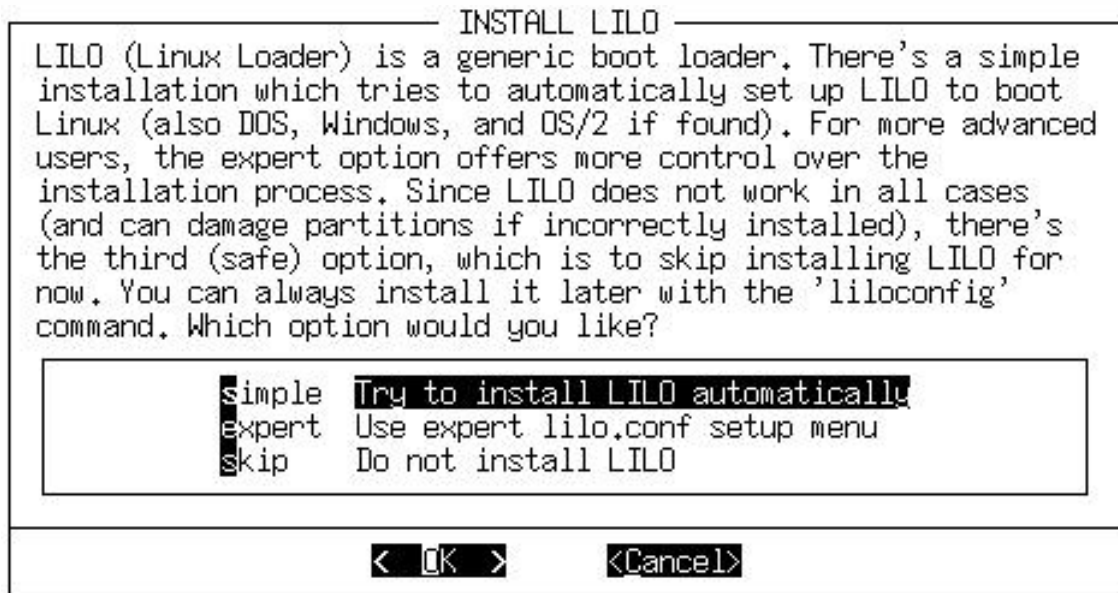 INSTALL LILO
LILO (Linux Loader) is a generic boot loader. There's a simple
installation which tries to automatically set up LILO to boot
Linux (also DOS, Windows, and OS/2 if found). For more advanced
users, the expert option offers more control over the
installation process. Since LILO does not work in all cases
(and can damage partitions if incorrectly installed), there's
the third (safe) option, which is to skip installing LILO for
now. You can always install it later with the 'liloconfig'
command. Which option would you like?
simple Try to install LILO automatically
expert Use expert lilo.conf setup menu
skip Do not install LILO
< OK > <Cancel>